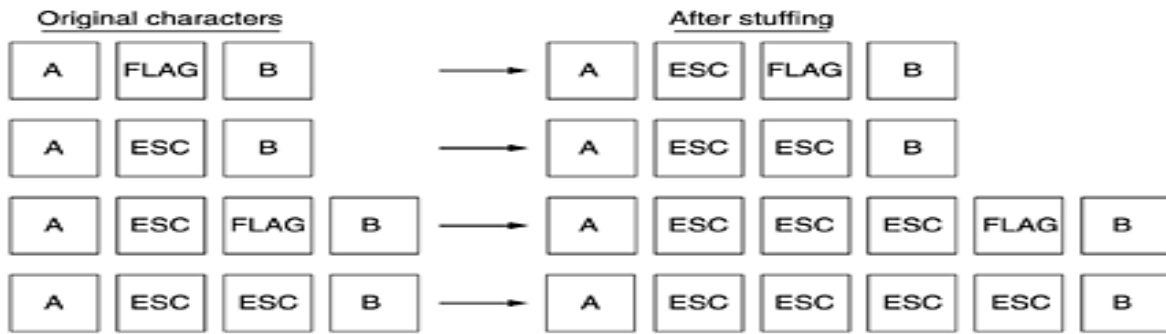 Original characters After stuffing
A FLAG B A ESC FLAG B
A ESC B A ESC ESC B
A ESC FLAG B A ESC ESC ESC FLAG B
A ESC ESC B A ESC ESC ESC ESC B